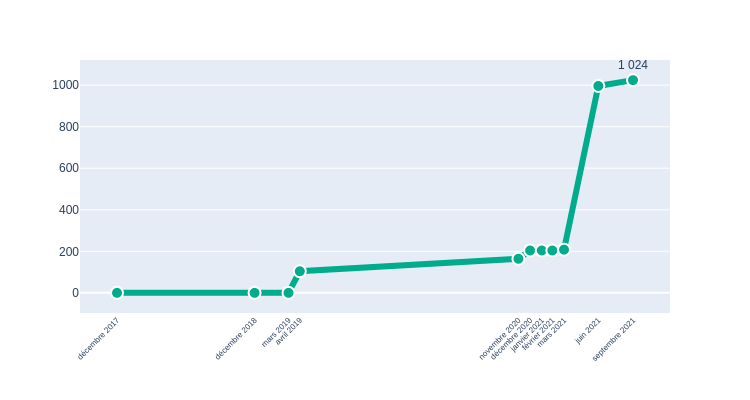 1 024
1000
800
600
400
200
0
décembre 2017
décembre 2018
mars 2019
avril 2019
novembre 2020
décembre 2020
janvier 2021
février 2021
mars 2021
juin 2021
septembre 2021